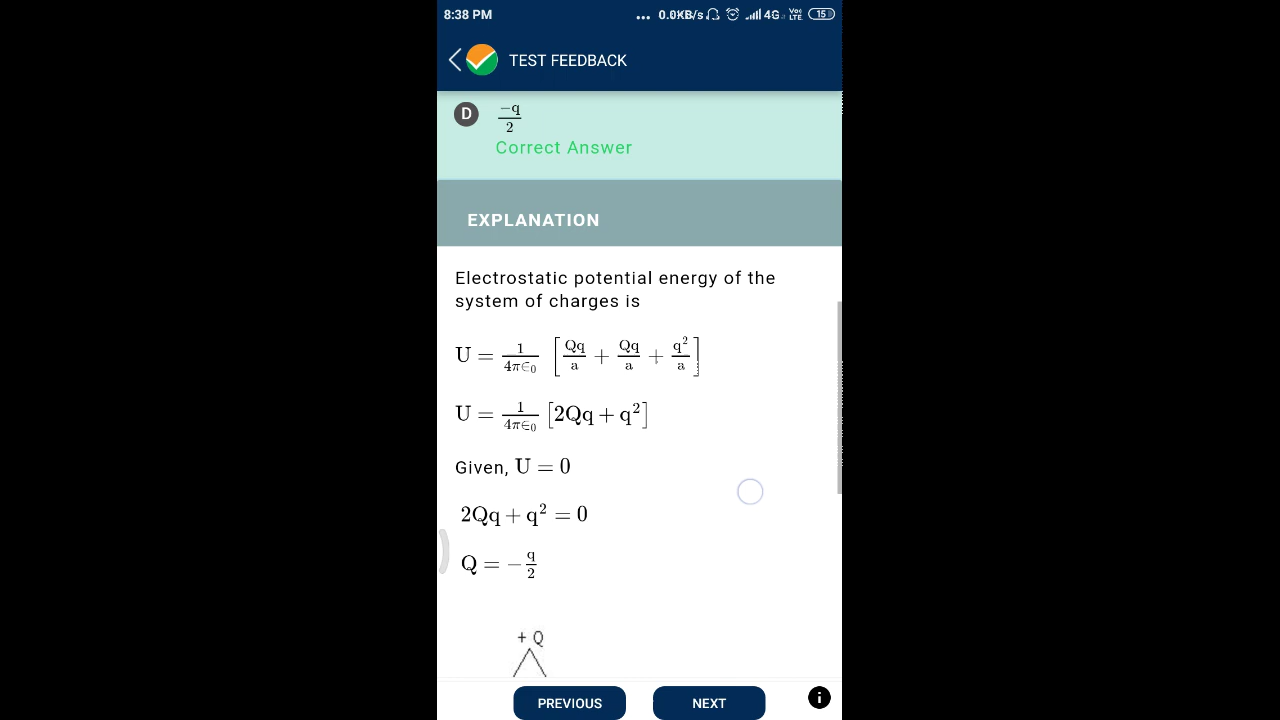 8:38 PM ... 0.0KB/s 4G Vo LTE 15
TEST FEEDBACK
D -q/2
Correct Answer
EXPLANATION
Electrostatic potential energy of the
system of charges is
U = 1/4π∈₀ [Qq/a + Qq/a + q²/a]
U = 1/4π∈₀ [2Qq + q²]
Given, U = 0
2Qq + q² = 0
Q = −q/2
+ Q
PREVIOUS NEXT i